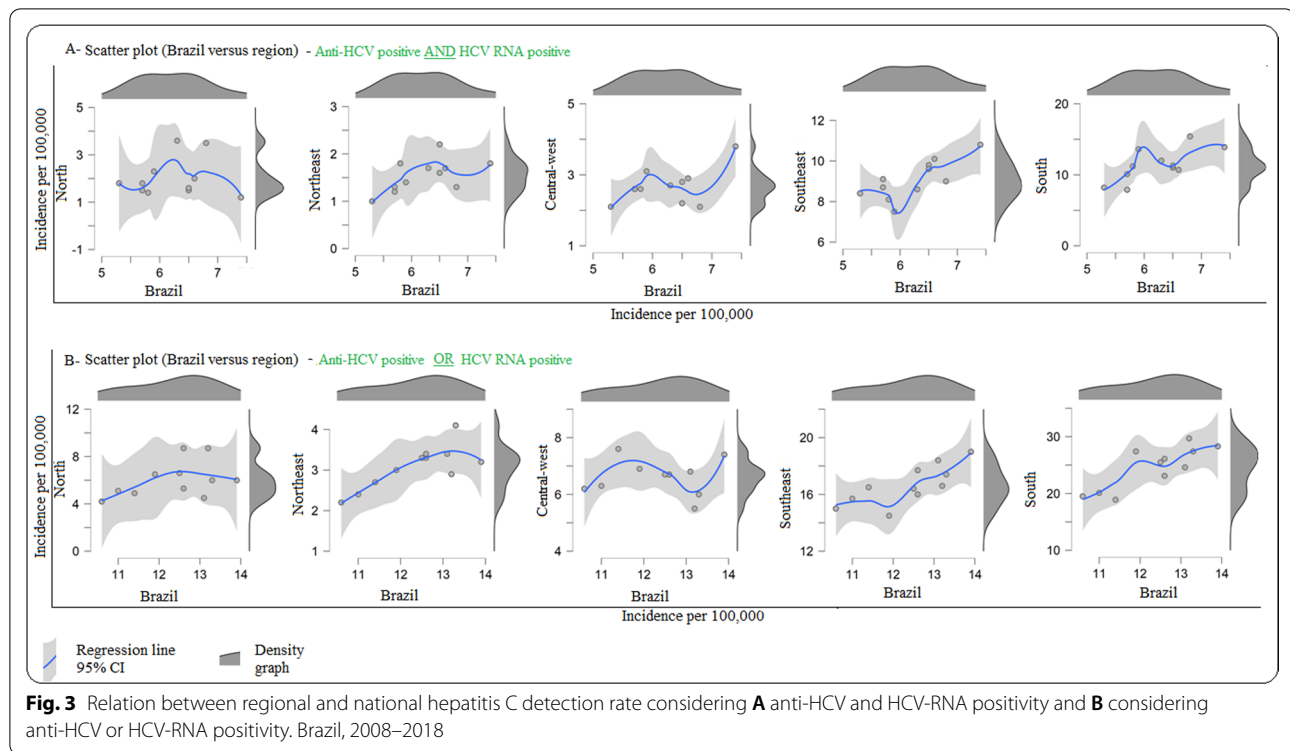 A- Scatter plot (Brazil versus region) - Anti-HCV positive AND HCV RNA positive
Incidence per 100,000
North
5
3
1
-1
5 6 7
Brazil
Northeast
3
2
1
0
5 6 7
Brazil
Central-west
5
3
1
5 6 7
Brazil
Southeast
12
10
8
6
5 6 7
Brazil
South
20
10
0
5 6 7
Brazil
Incidence per 100,000
B- Scatter plot (Brazil versus region) - Anti-HCV positive OR HCV RNA positive
Incidence per 100,000
North
12
8
4
0
11 12 13 14
Brazil
Northeast
4
3
2
1
11 12 13 14
Brazil
Central-west
8
6
4
11 12 13 14
Brazil
Southeast
20
16
14
12
11 12 13 14
Brazil
South
30
20
10
11 12 13 14
Brazil
Incidence per 100,000
Regression line
95% CI
Density
graph
Fig. 3 Relation between regional and national hepatitis C detection rate considering A anti-HCV and HCV-RNA positivity and B considering
anti-HCV or HCV-RNA positivity. Brazil, 2008–2018